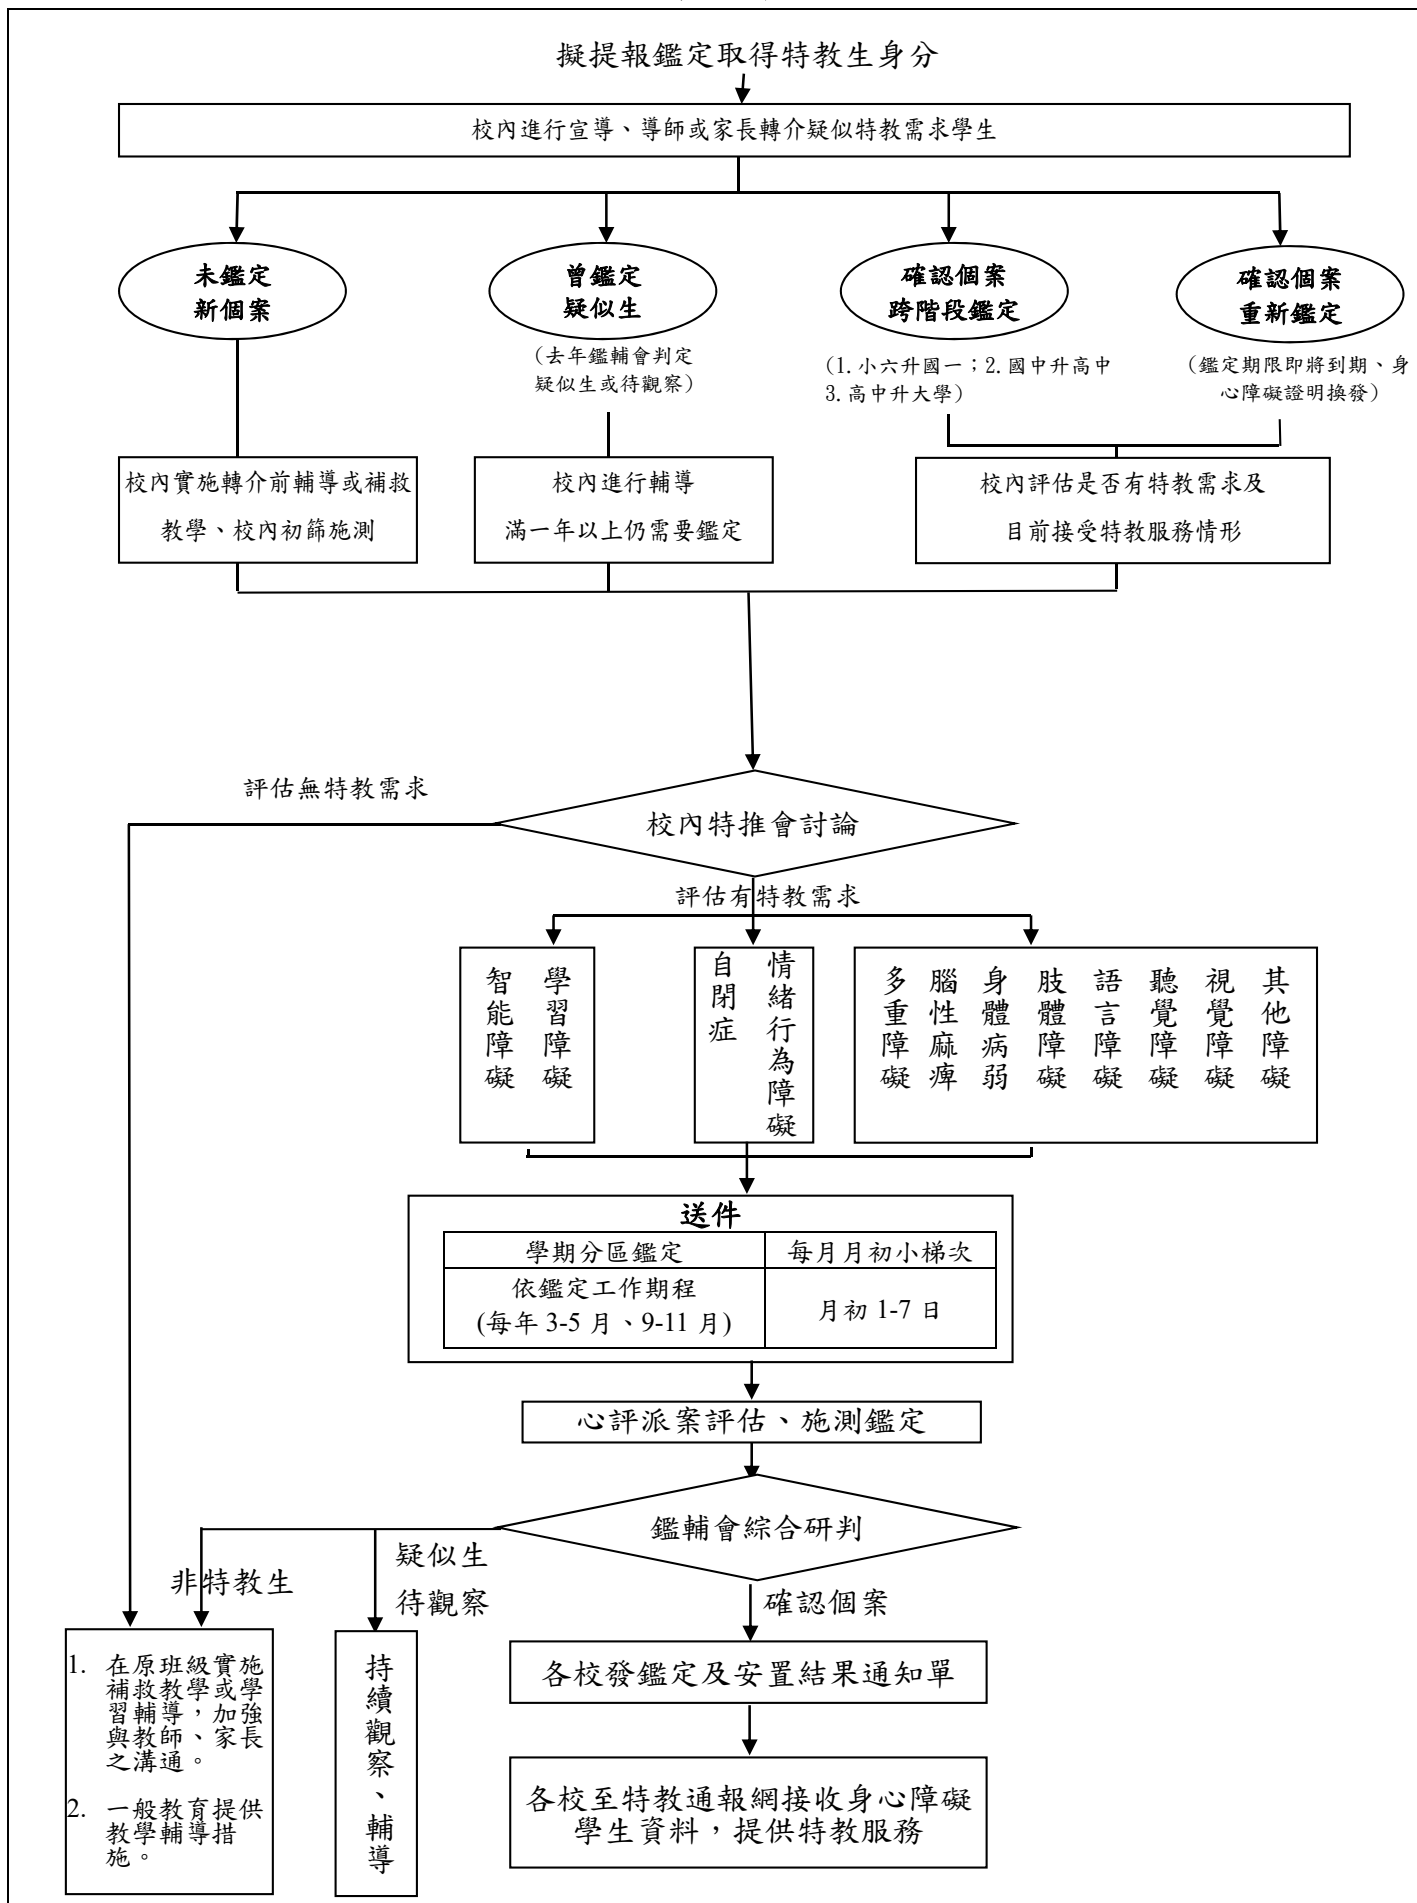 擬提報鑑定取得特教生身分
校內進行宣導、導師或家長轉介疑似特教需求學生
未鑑定
新個案
曾鑑定
疑似生
(去年鑑輔會判定
疑似生或待觀察)
確認個案
跨階段鑑定
(1.小六升國一；2.國中升高中
3.高中升大學)
確認個案
重新鑑定
(鑑定期限即將到期、身
心障礙證明換發)
校內實施轉介前輔導或補救
教學、校內初篩施測
校內進行輔導
滿一年以上仍需要鑑定
校內評估是否有特教需求及
目前接受特教服務情形
評估無特教需求
校內特推會討論
評估有特教需求
智能障礙
學習障礙
自閉症
情緒行為障礙
多重障礙
腦性麻痺
身體病弱
肢體障礙
語言障礙
聽覺障礙
視覺障礙
其他障礙
送件
學期分區鑑定
每月月初小梯次
依鑑定工作期程
(每年 3-5 月、9-11 月)
月初 1-7 日
心評派案評估、施測鑑定
鑑輔會綜合研判
非特教生
疑似生
待觀察
確認個案
1. 在原班級實施
補救教學或學
習輔導，加強
與教師、家長
之溝通。
2. 一般教育提供
教學輔導措
施。
持續觀察、輔導
各校發鑑定及安置結果通知單
各校至特教通報網接收身心障礙
學生資料，提供特教服務